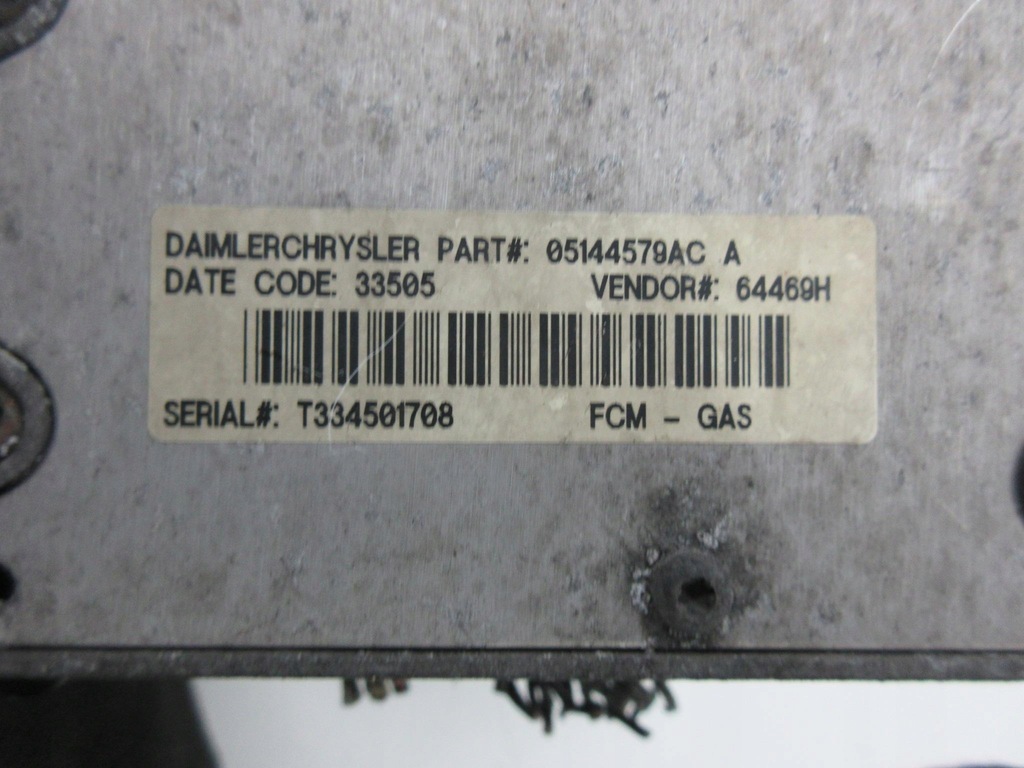 DAIMLERCHRYSLER PART#: 05144579AC A
DATE CODE: 33505 VENDOR#: 64469H
SERIAL#: T334501708 FCM - GAS